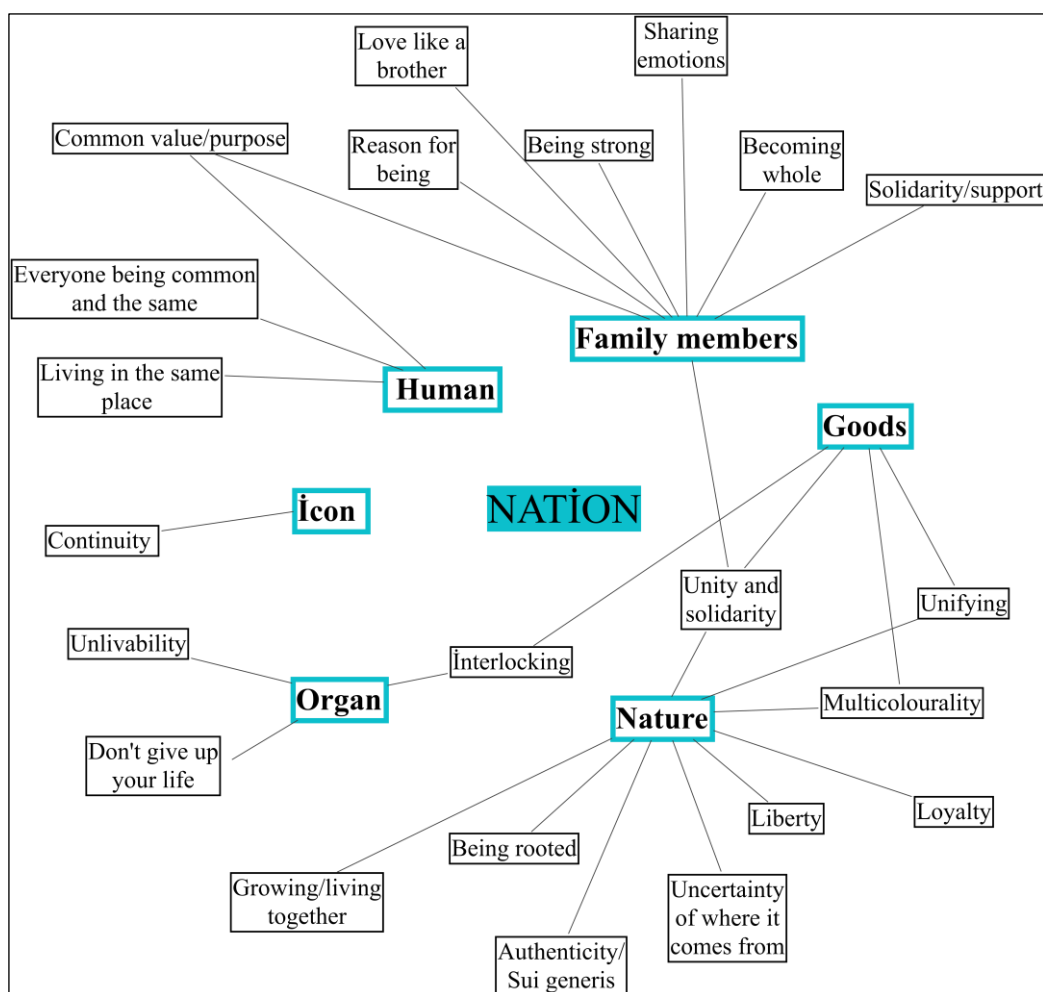 Love like a
brother
Sharing
emotions
Common value/purpose
Reason for
being
Being strong
Becoming
whole
Solidarity/support
Everyone being common
and the same
Family members
Living in the same
place
Human
Goods
İcon
NATİON
Continuity
Unity and
solidarity
Unifying
Unlivability
İnterlocking
Organ
Nature
Multicolourality
Don't give up
your life
Liberty
Loyalty
Being rooted
Growing/living
together
Uncertainty
of where it
comes from
Authenticity/
Sui generis